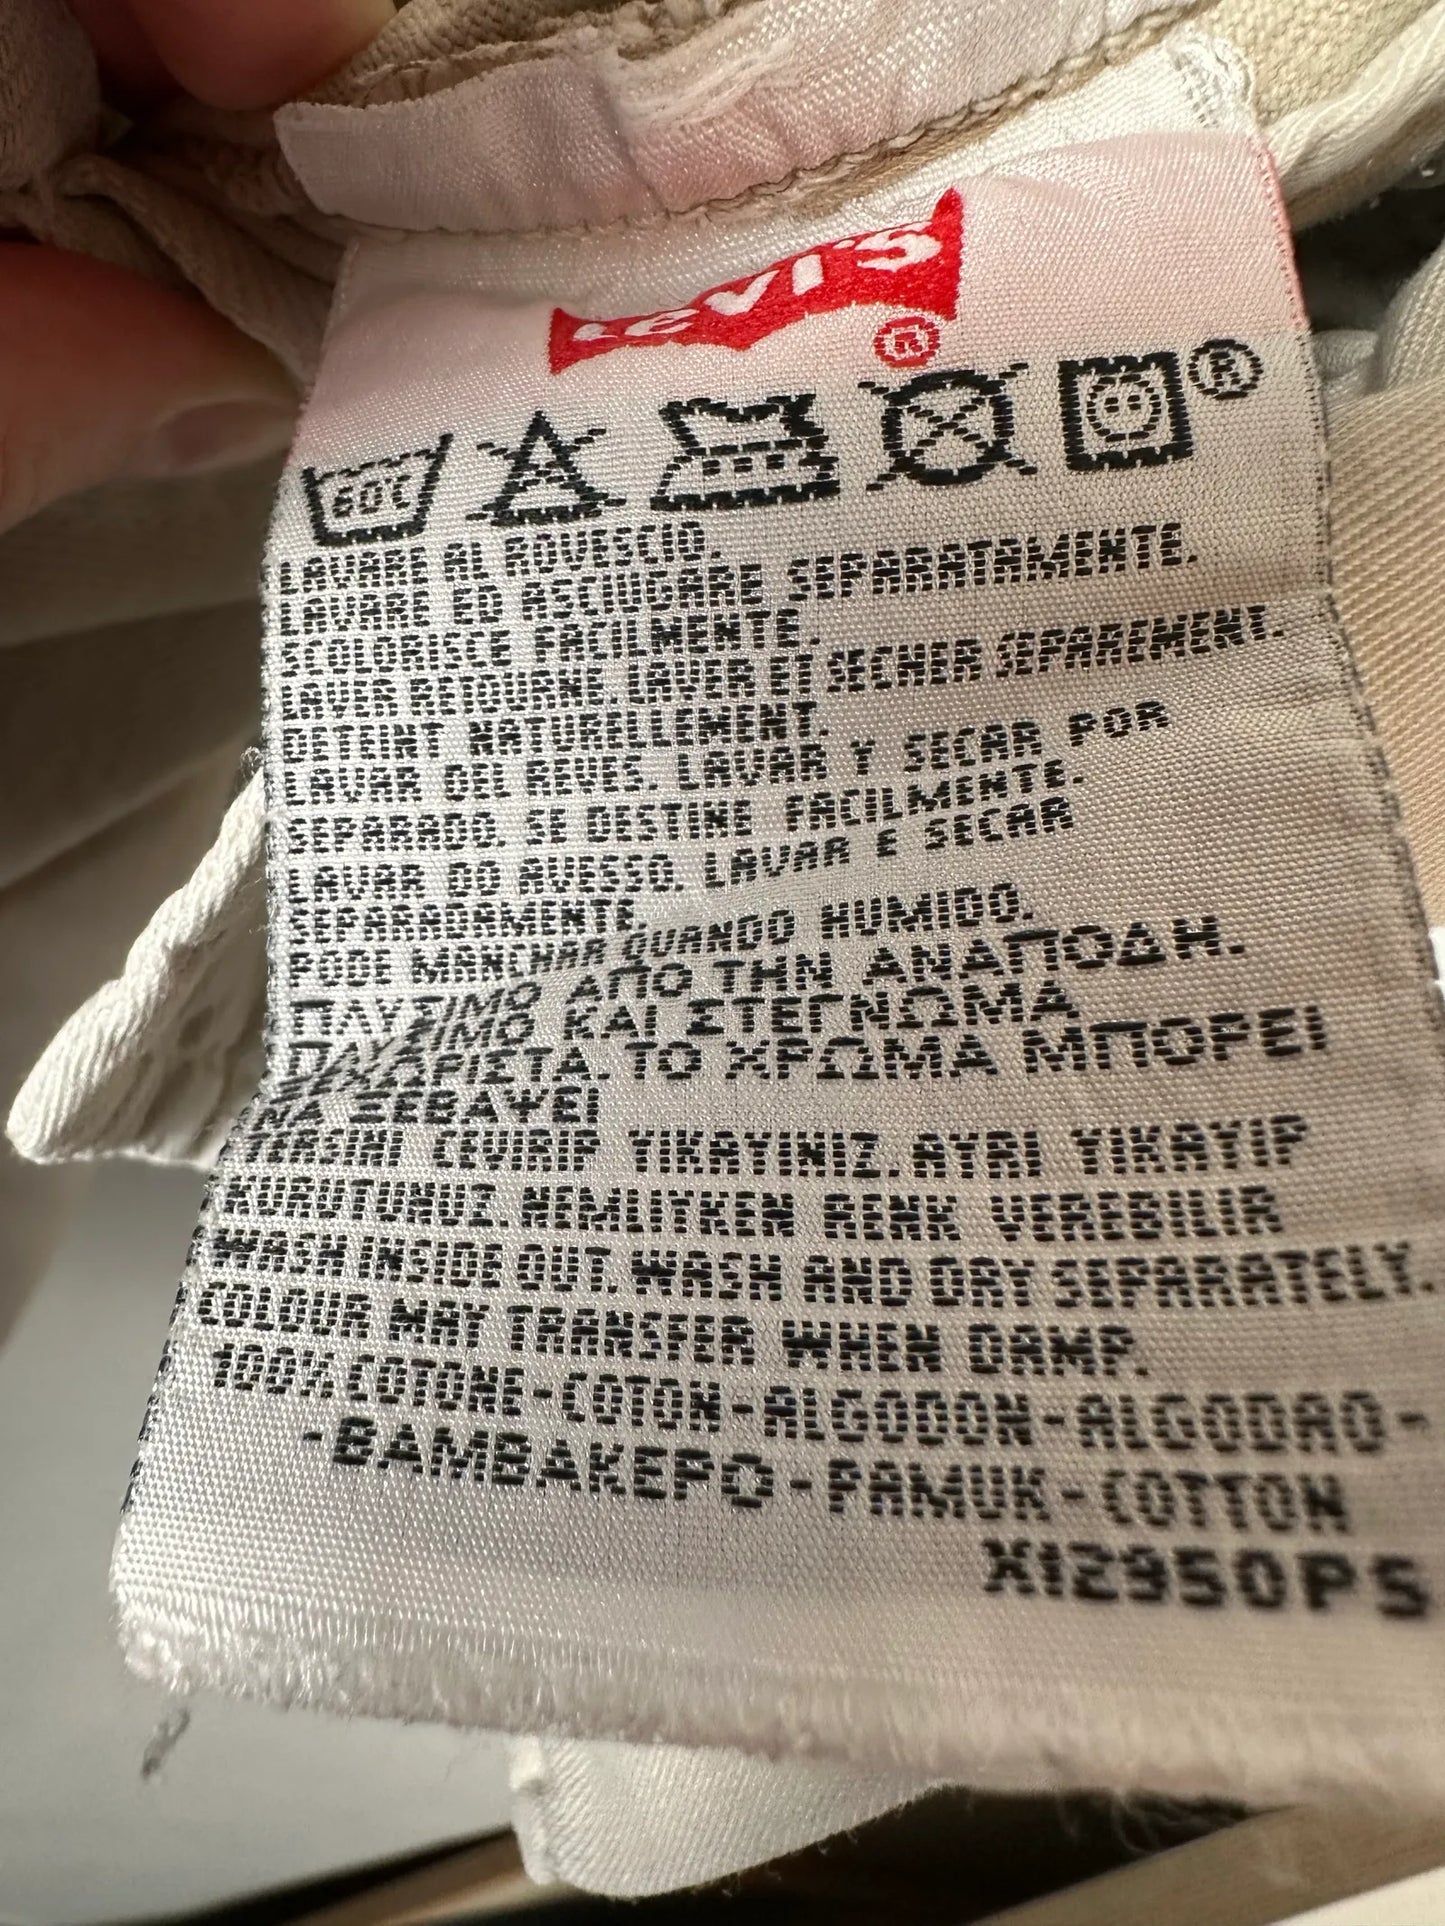 Levi's
®
60°C ®
LAVARE AL ROVESCIO.
LAVARE ED ASCIUGARE SEPARATAMENTE.
SCOLORISCE FACILMENTE.
LAVER RETOURNE. LAVER ET SECHER SEPAREMENT.
DETEINT NATURELLEMENT.
LAVAR DEL REVES. LAVAR Y SECAR POR
SEPARADO. SE DESTINE FACILMENTE.
LAVAR DO AVESSO. LAVAR E SECAR
SEPARADAMENTE.
PODE MANCHAR QUANDO HUMIDO.
ΠΛΥΣΙΜΟ ΑΠΟ ΤΗΝ ΑΝΑΠΟΔΗ.
ΠΛΥΣΙΜΟ ΚΑΙ ΣΤΕΓΝΩΜΑ
ΤΟ ΧΡΩΜΑ ΜΠΟΡΕΙ
ΝΑ ΞΕΒΑΨΕΙ
TERSINI CEVIRIP YIKAYINIZ. AYRI YIKAYIP
KURUTUNUZ. NEMLIYKEN RENK VEREBILIR
WASH INSIDE OUT. WASH AND DRY SEPARATELY.
COLOUR MAY TRANSFER WHEN DAMP.
100% COTONE-COTON-ALGODON-ALGODAO-
-ΒΑΜΒΑΚΕΡΟ-PAMUK-COTTON
X12950P5